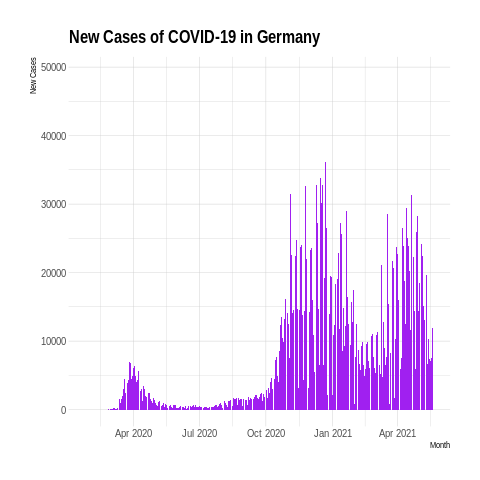 New Cases of COVID-19 in Germany
New Cases
50000
40000
30000
20000
10000
0
Apr 2020 Jul 2020 Oct 2020 Jan 2021 Apr 2021
Month